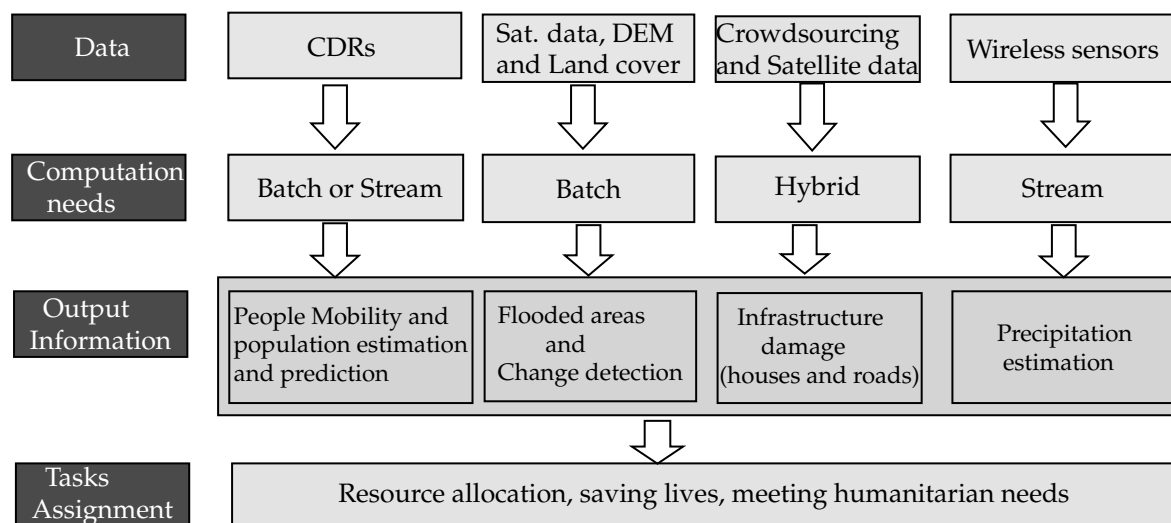 Data
CDRs
Sat. data, DEM
and Land cover
Crowdsourcing
and Satellite data
Wireless sensors
Computation
needs
Batch or Stream
Batch
Hybrid
Stream
Output
Information
People Mobility and
population estimation
and prediction
Flooded areas
and
Change detection
Infrastructure
damage
(houses and roads)
Precipitation
estimation
Tasks
Assignment
Resource allocation, saving lives, meeting humanitarian needs